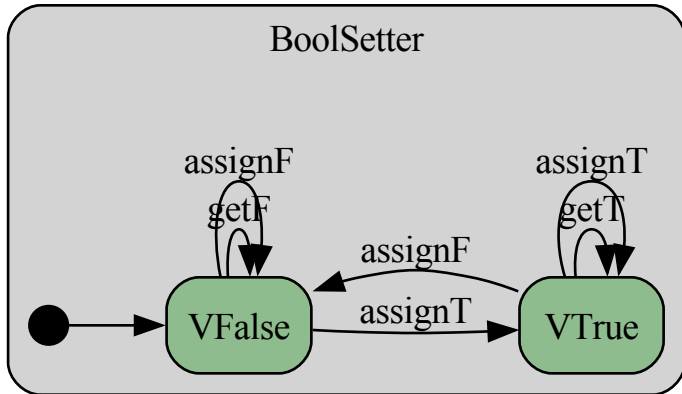 BoolSetter
assignF
assignT
getF
getT
assignF
assignT
VFalse
VTrue